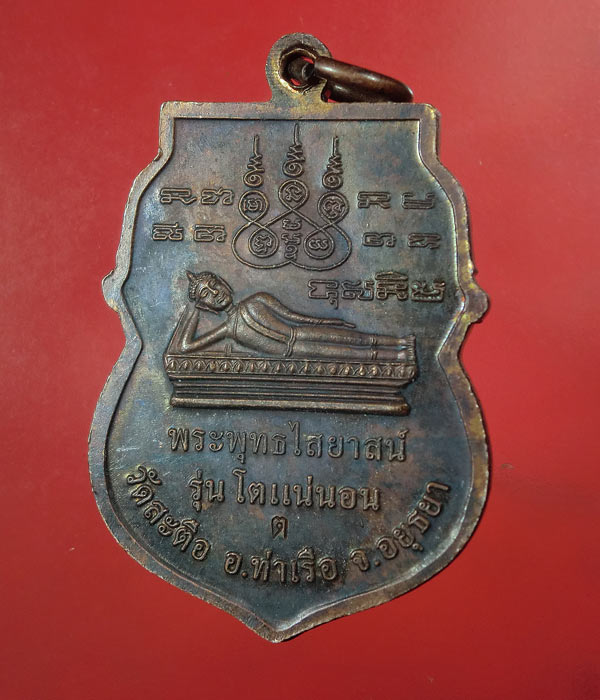 พระพุทธไสยาสน์
รุ่น โตแน่นอน
ต
วัดสะตือ อ.ท่าเรือ จ.อยุธยา